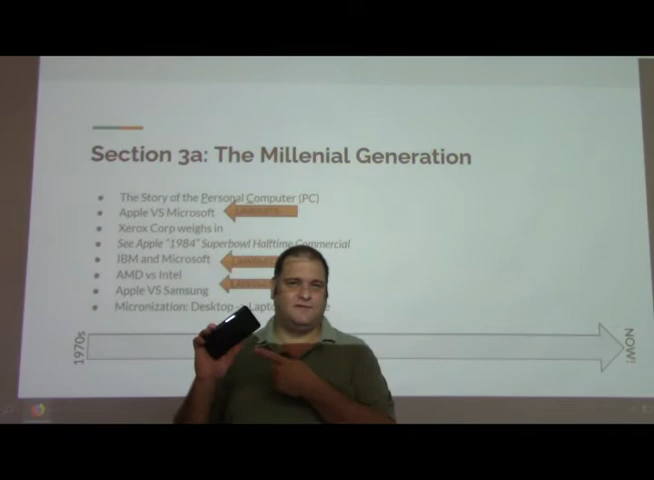 Section 3a: The Millenial Generation
The Story of the Personal Computer (PC)
Apple VS Microsoft
Xerox Corp weighs in
See Apple "1984" Superbowl Halftime Commercial
IBM and Microsoft
AMD vs Intel
Apple VS Samsung
Micronization: Desktop
1970s
NOW!